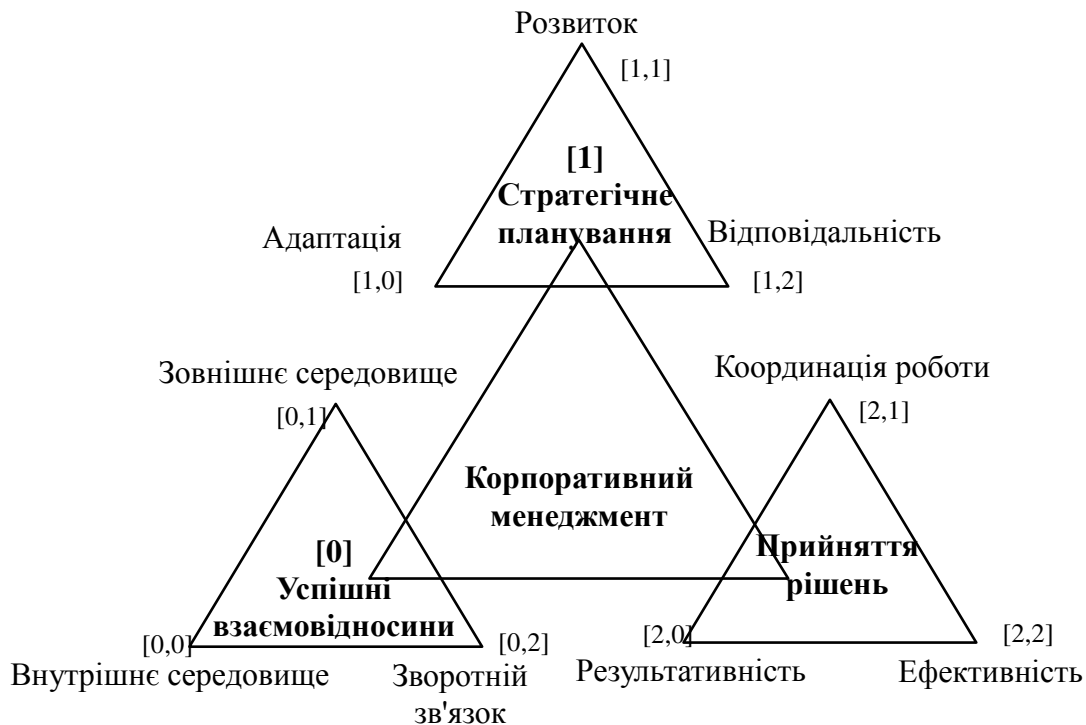 Розвиток
[1,1]
[1]
Стратегічне
планування
Адаптація
[1,0]
Відповідальність
[1,2]
Зовнішнє середовище
[0,1]
Координація роботи
[2,1]
Корпоративний
менеджмент
[0]
Успішні
взаємовідносини
Прийняття
рішень
[0,0]
Внутрішнє середовище
[0,2]
Зворотній
зв'язок
[2,0]
Результативність
[2,2]
Ефективність